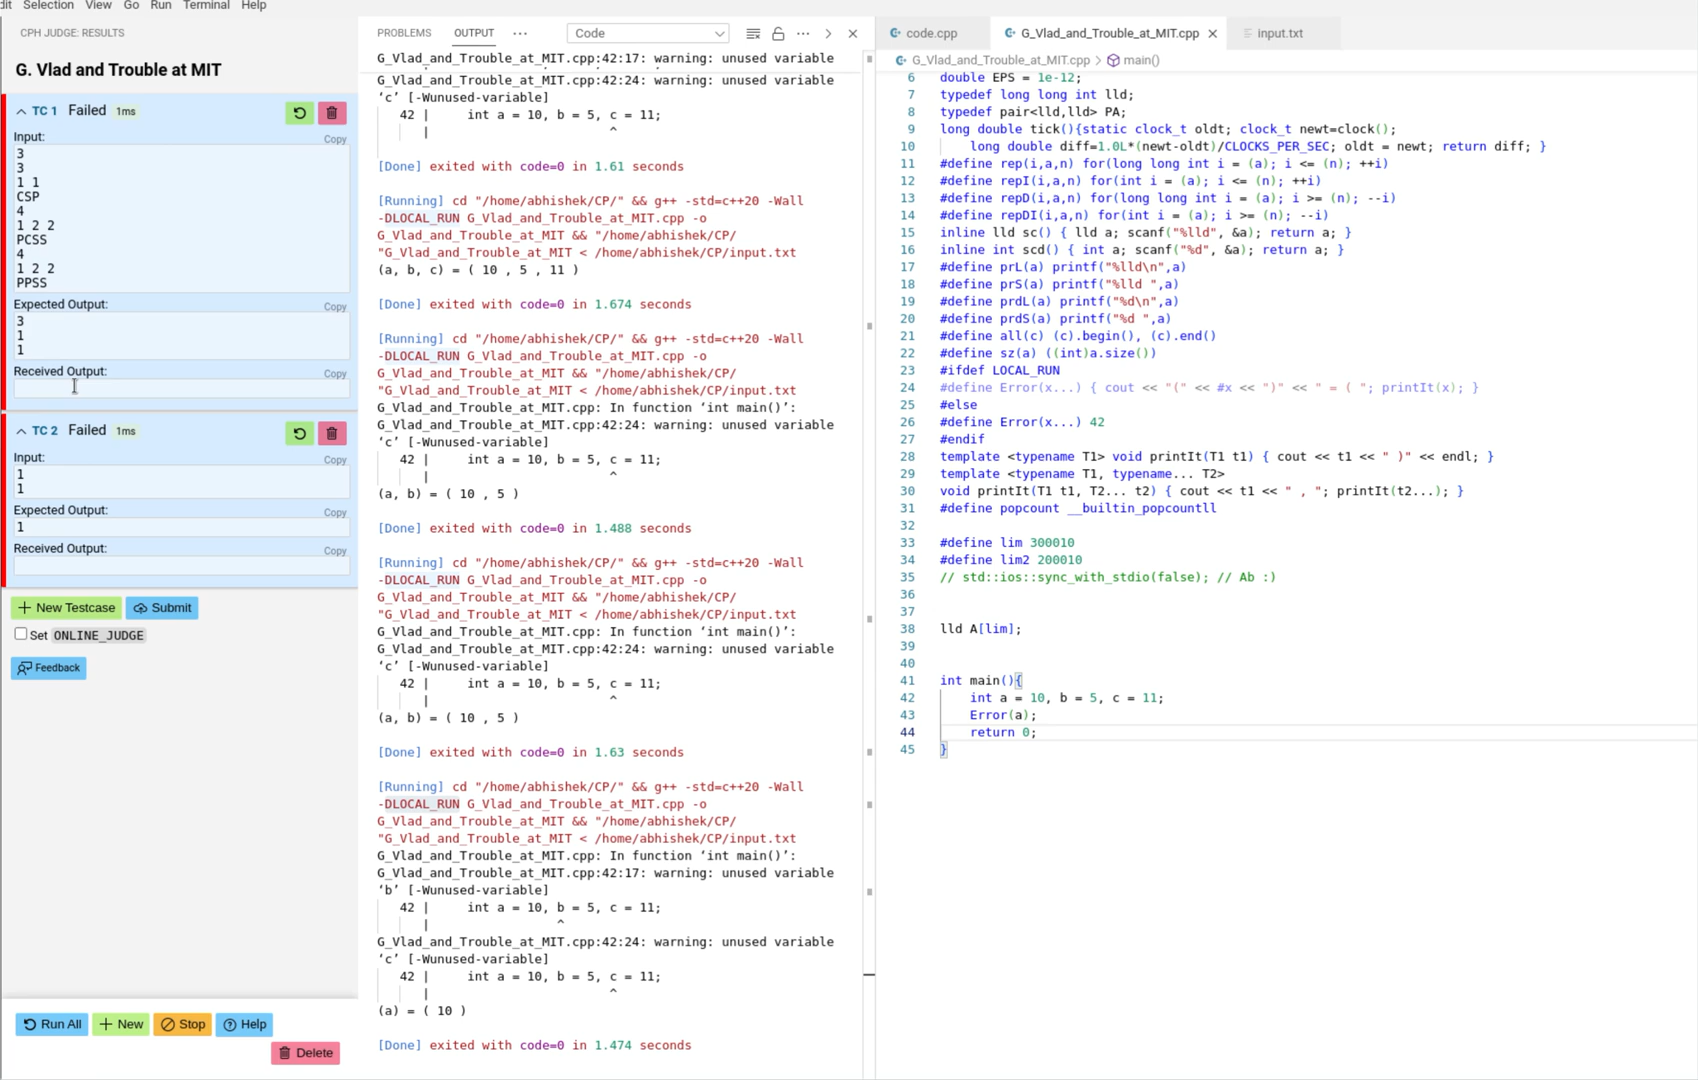 dit Selection View Go Run Terminal Help
CPH JUDGE: RESULTS
G. Vlad and Trouble at MIT
TC 1 Failed 1ms
Input:
Copy
3
3
1 1
CSP
4
1 2 2
PCSS
4
1 2 2
PPSS
Expected Output:
Copy
3
1
1
Received Output:
Copy
TC 2 Failed 1ms
Input:
Copy
1
1
Expected Output:
Copy
1
Received Output:
Copy
New Testcase Submit
Set ONLINE_JUDGE
Feedback
Run All New Stop Help
Delete
PROBLEMS OUTPUT ··· Code ···
G_Vlad_and_Trouble_at_MIT.cpp:42:17: warning: unused variable
G_Vlad_and_Trouble_at_MIT.cpp:42:24: warning: unused variable
‘c’ [-Wunused-variable]
42 | int a = 10, b = 5, c = 11;
| ^
[Done] exited with code=0 in 1.61 seconds
[Running] cd "/home/abhishek/CP/" && g++ -std=c++20 -Wall
-DLOCAL_RUN G_Vlad_and_Trouble_at_MIT.cpp -o
G_Vlad_and_Trouble_at_MIT && "/home/abhishek/CP/
"G_Vlad_and_Trouble_at_MIT < /home/abhishek/CP/input.txt
(a, b, c) = ( 10 , 5 , 11 )
[Done] exited with code=0 in 1.674 seconds
[Running] cd "/home/abhishek/CP/" && g++ -std=c++20 -Wall
-DLOCAL_RUN G_Vlad_and_Trouble_at_MIT.cpp -o
G_Vlad_and_Trouble_at_MIT && "/home/abhishek/CP/
"G_Vlad_and_Trouble_at_MIT < /home/abhishek/CP/input.txt
G_Vlad_and_Trouble_at_MIT.cpp: In function ‘int main()’:
G_Vlad_and_Trouble_at_MIT.cpp:42:24: warning: unused variable
‘c’ [-Wunused-variable]
42 | int a = 10, b = 5, c = 11;
| ^
(a, b) = ( 10 , 5 )
[Done] exited with code=0 in 1.488 seconds
[Running] cd "/home/abhishek/CP/" && g++ -std=c++20 -Wall
-DLOCAL_RUN G_Vlad_and_Trouble_at_MIT.cpp -o
G_Vlad_and_Trouble_at_MIT && "/home/abhishek/CP/
"G_Vlad_and_Trouble_at_MIT < /home/abhishek/CP/input.txt
G_Vlad_and_Trouble_at_MIT.cpp: In function ‘int main()’:
G_Vlad_and_Trouble_at_MIT.cpp:42:24: warning: unused variable
‘c’ [-Wunused-variable]
42 | int a = 10, b = 5, c = 11;
| ^
(a, b) = ( 10 , 5 )
[Done] exited with code=0 in 1.63 seconds
[Running] cd "/home/abhishek/CP/" && g++ -std=c++20 -Wall
-DLOCAL_RUN G_Vlad_and_Trouble_at_MIT.cpp -o
G_Vlad_and_Trouble_at_MIT && "/home/abhishek/CP/
"G_Vlad_and_Trouble_at_MIT < /home/abhishek/CP/input.txt
G_Vlad_and_Trouble_at_MIT.cpp: In function ‘int main()’:
G_Vlad_and_Trouble_at_MIT.cpp:42:17: warning: unused variable
‘b’ [-Wunused-variable]
42 | int a = 10, b = 5, c = 11;
| ^
G_Vlad_and_Trouble_at_MIT.cpp:42:24: warning: unused variable
‘c’ [-Wunused-variable]
42 | int a = 10, b = 5, c = 11;
| ^
(a) = ( 10 )
[Done] exited with code=0 in 1.474 seconds
code.cpp G_Vlad_and_Trouble_at_MIT.cpp input.txt
G_Vlad_and_Trouble_at_MIT.cpp > main()
6 double EPS = 1e-12;
7 typedef long long int lld;
8 typedef pair<lld,lld> PA;
9 long double tick(){static clock_t oldt; clock_t newt=clock();
10 long double diff=1.0L*(newt-oldt)/CLOCKS_PER_SEC; oldt = newt; return diff; }
11 #define rep(i,a,n) for(long long int i = (a); i <= (n); ++i)
12 #define repI(i,a,n) for(int i = (a); i <= (n); ++i)
13 #define repD(i,a,n) for(long long int i = (a); i >= (n); --i)
14 #define repDI(i,a,n) for(int i = (a); i >= (n); --i)
15 inline lld sc() { lld a; scanf("%lld", &a); return a; }
16 inline int scd() { int a; scanf("%d", &a); return a; }
17 #define prL(a) printf("%lld\n",a)
18 #define prS(a) printf("%lld ",a)
19 #define prdL(a) printf("%d\n",a)
20 #define prdS(a) printf("%d ",a)
21 #define all(c) (c).begin(), (c).end()
22 #define sz(a) ((int)a.size())
23 #ifdef LOCAL_RUN
24 #define Error(x...) { cout << "(" << #x << ")" << " = ( "; printIt(x); }
25 #else
26 #define Error(x...) 42
27 #endif
28 template <typename T1> void printIt(T1 t1) { cout << t1 << " )" << endl; }
29 template <typename T1, typename... T2>
30 void printIt(T1 t1, T2... t2) { cout << t1 << " , "; printIt(t2...); }
31 #define popcount __builtin_popcountll
32
33 #define lim 300010
34 #define lim2 200010
35 // std::ios::sync_with_stdio(false); // Ab :)
36
37
38 lld A[lim];
39
40
41 int main(){
42 int a = 10, b = 5, c = 11;
43 Error(a);
44 return 0;
45 }